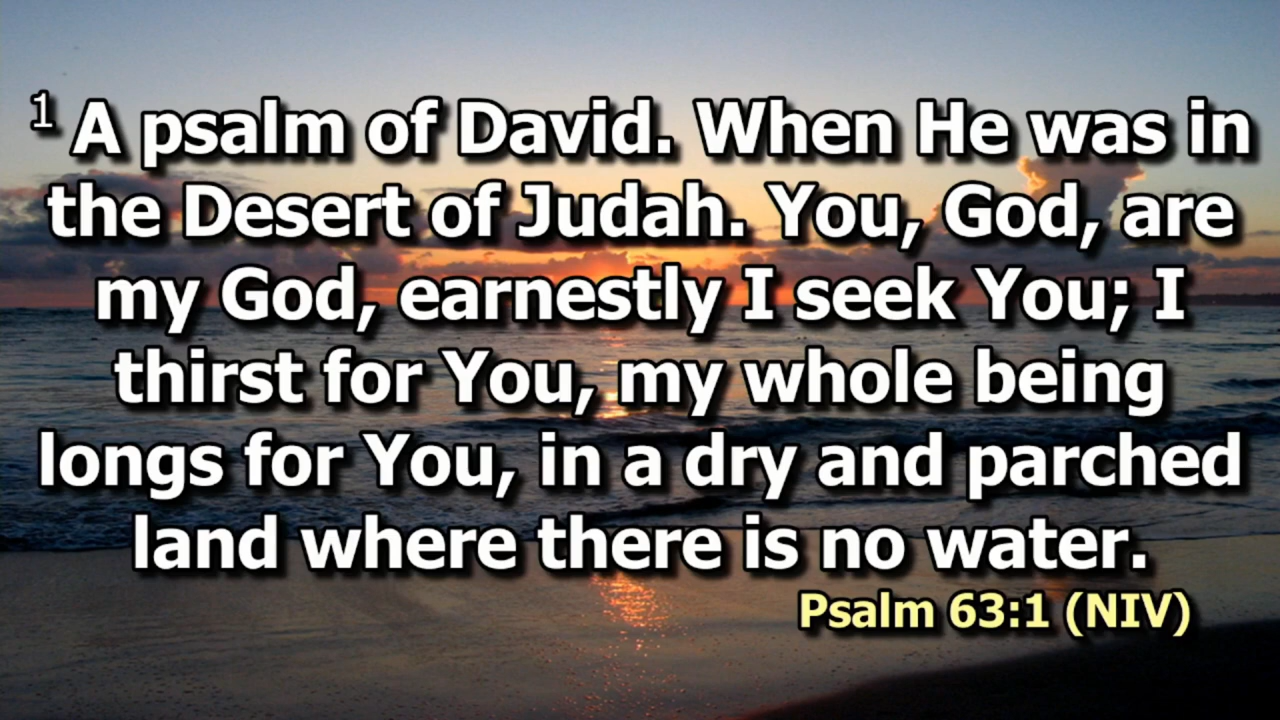 1 A psalm of David. When He was in
the Desert of Judah. You, God, are
my God, earnestly I seek You; I
thirst for You, my whole being
longs for You, in a dry and parched
land where there is no water.
Psalm 63:1 (NIV)